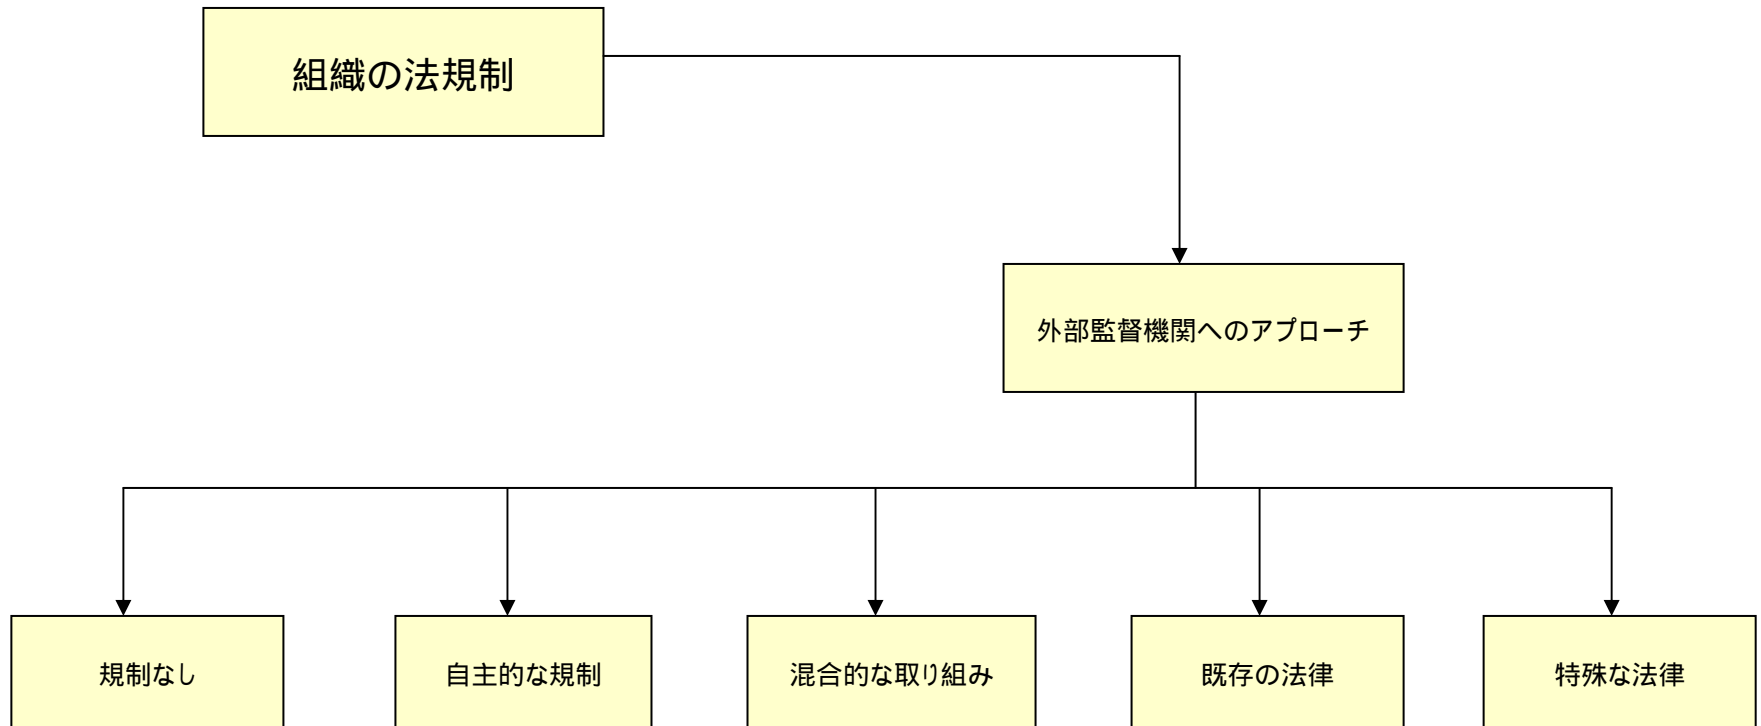 組織の法規制
外部監督機関へのアプローチ
規制なし
自主的な規制
混合的な取り組み
既存の法律
特殊な法律